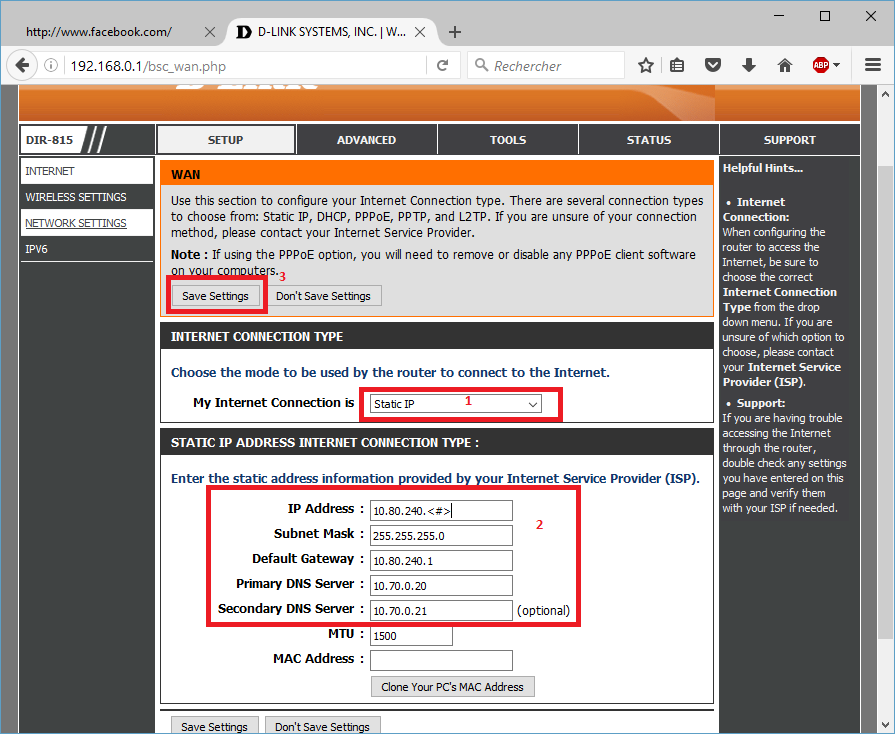 http://www.facebook.com/
D-LINK SYSTEMS, INC. | W...
192.168.0.1/bsc_wan.php
Rechercher
ABP
DIR-815
SETUP
ADVANCED
TOOLS
STATUS
SUPPORT
INTERNET
WIRELESS SETTINGS
NETWORK SETTINGS
IPV6
WAN
Use this section to configure your Internet Connection type. There are several connection types
to choose from: Static IP, DHCP, PPPoE, PPTP, and L2TP. If you are unsure of your connection
method, please contact your Internet Service Provider.
Note : If using the PPPoE option, you will need to remove or disable any PPPoE client software
on your computers.
3
Save Settings
Don't Save Settings
INTERNET CONNECTION TYPE
Choose the mode to be used by the router to connect to the Internet.
My Internet Connection is
Static IP
1
STATIC IP ADDRESS INTERNET CONNECTION TYPE :
Enter the static address information provided by your Internet Service Provider (ISP).
IP Address : 10.80.240.<#>
2
Subnet Mask : 255.255.255.0
Default Gateway : 10.80.240.1
Primary DNS Server : 10.70.0.20
Secondary DNS Server : 10.70.0.21 (optional)
MTU : 1500
MAC Address :
Clone Your PC's MAC Address
Save Settings
Don't Save Settings
Helpful Hints...
• Internet
Connection:
When configuring the
router to access the
Internet, be sure to
choose the correct
Internet Connection
Type from the drop
down menu. If you are
unsure of which option to
choose, please contact
your Internet Service
Provider (ISP).
• Support:
If you are having trouble
accessing the Internet
through the router,
double check any settings
you have entered on this
page and verify them
with your ISP if needed.